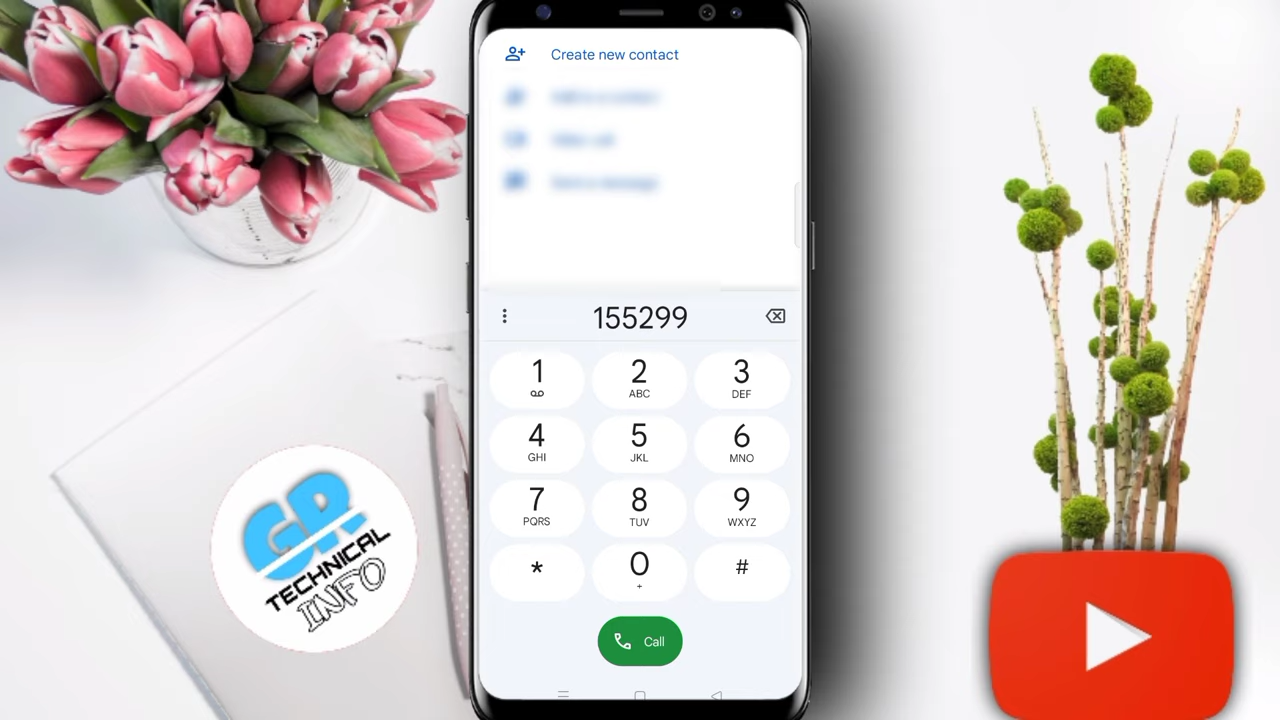 Create new contact
155299
1
2
ABC
3
DEF
4
GHI
5
JKL
6
MNO
7
PQRS
8
TUV
9
WXYZ
*
0
+
#
Call
GR
TECHNICAL
INFO